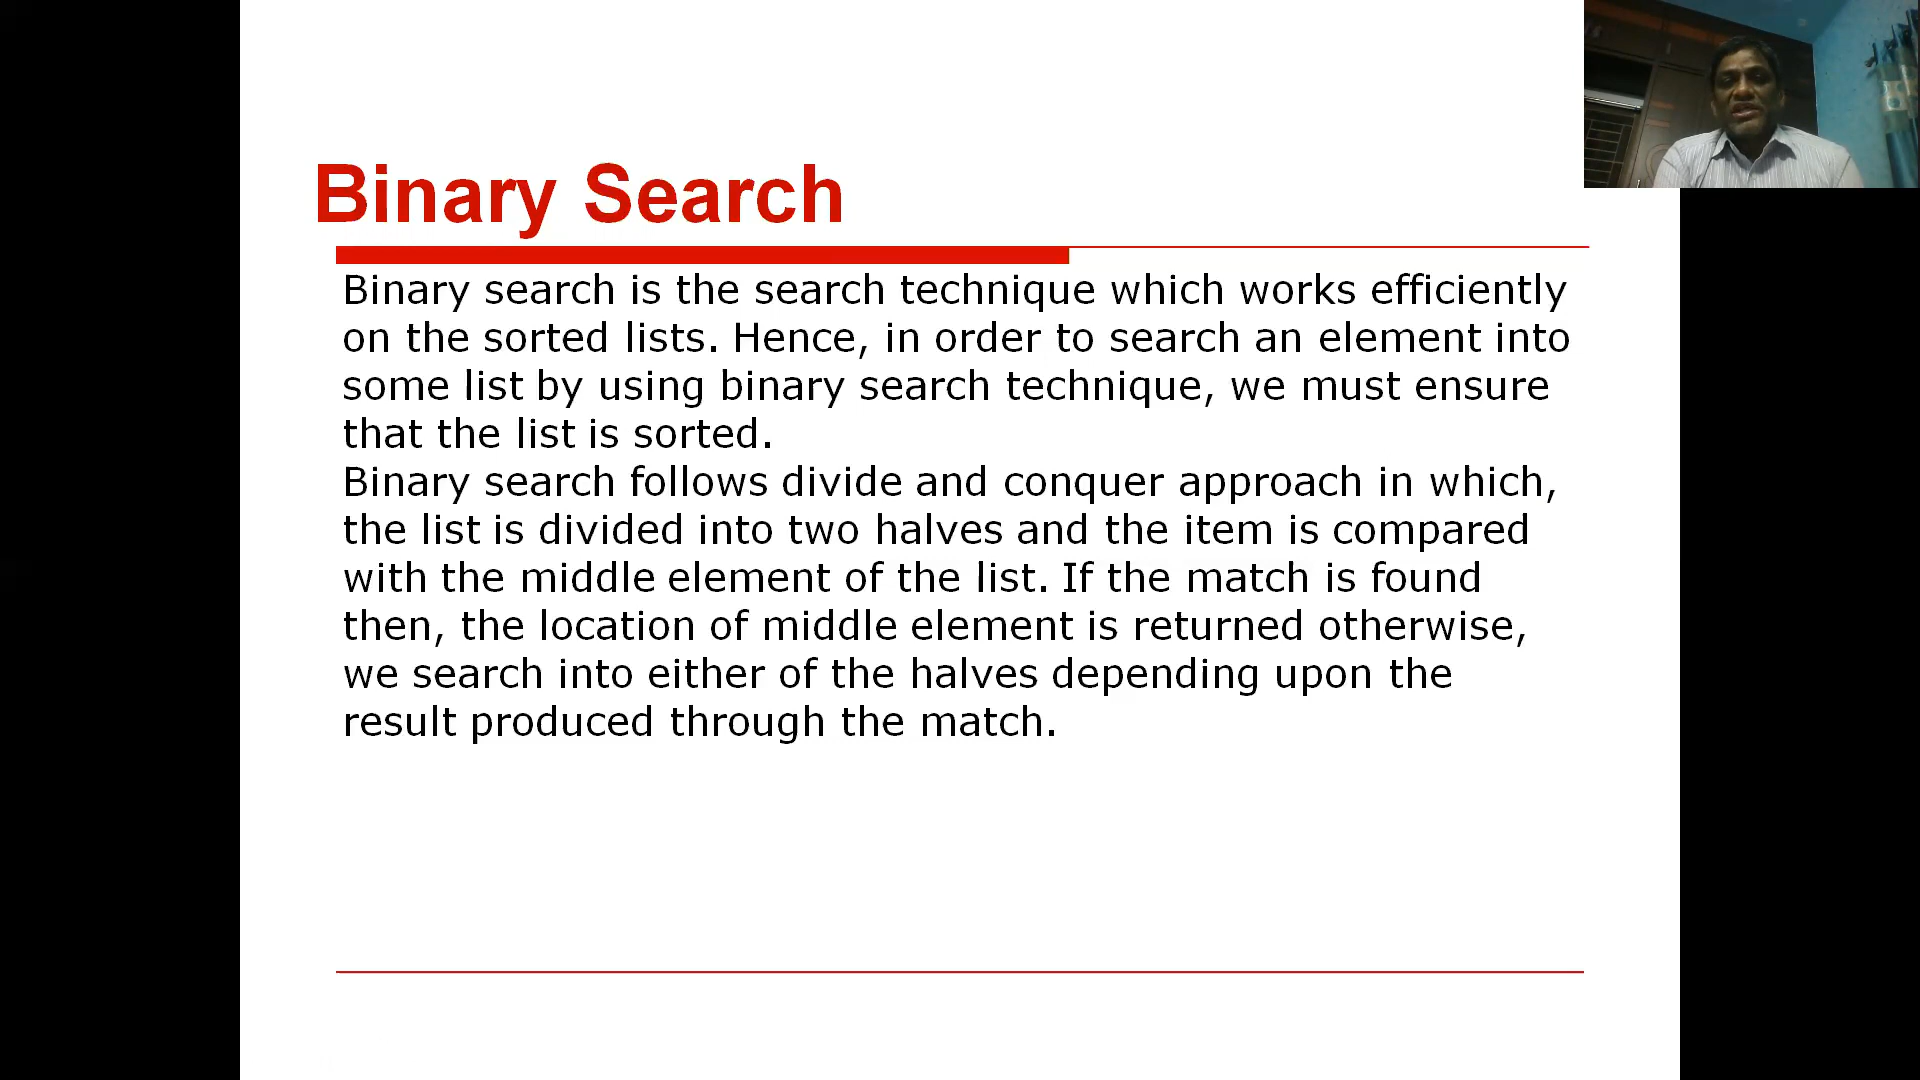 Binary Search
Binary search is the search technique which works efficiently
on the sorted lists. Hence, in order to search an element into
some list by using binary search technique, we must ensure
that the list is sorted.
Binary search follows divide and conquer approach in which,
the list is divided into two halves and the item is compared
with the middle element of the list. If the match is found
then, the location of middle element is returned otherwise,
we search into either of the halves depending upon the
result produced through the match.